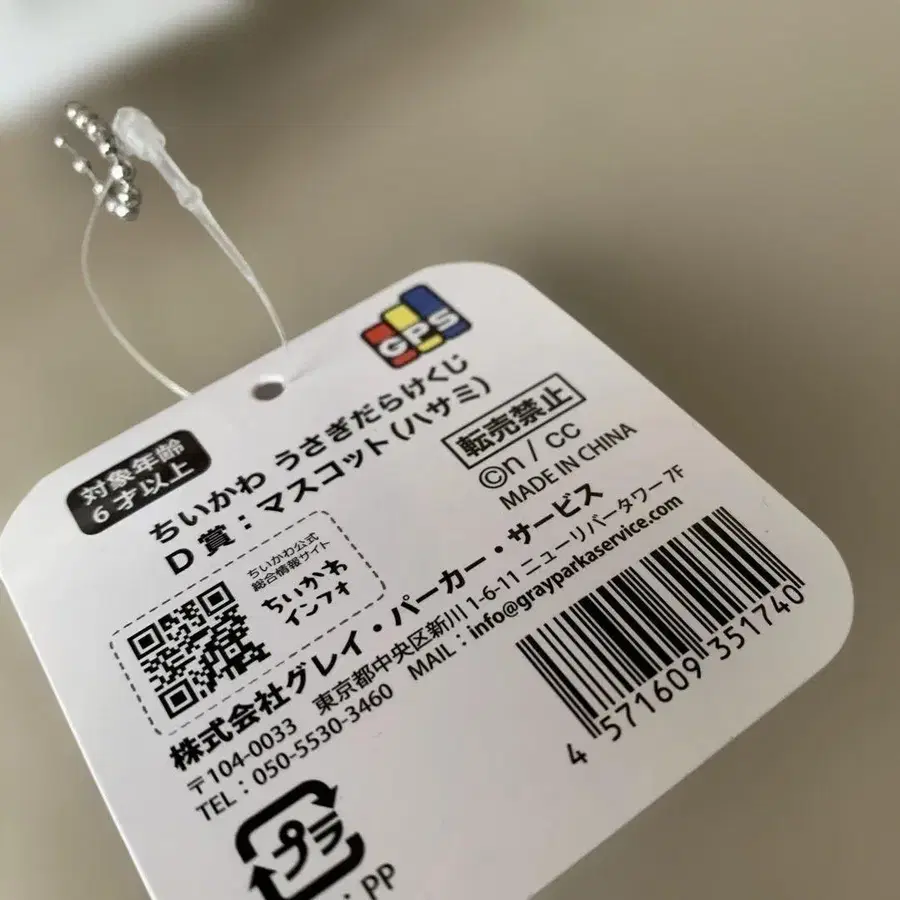 GPS
対象年齢
6才以上
ちいかわ うさぎだらけくじ
D賞：マスコット(ハサミ)
転売禁止
©n / cc
MADE IN CHINA
ちいかわ公式
総合情報サイト
ちいかわ
インフォ
株式会社グレイ・パーカー・サービス
〒104-0033 東京都中央区新川 1-6-11 ニューリバータワー 7F
TEL：050-5530-3460 MAIL：info@grayparkaservice.com
4 571609 351740
プラ
：PP